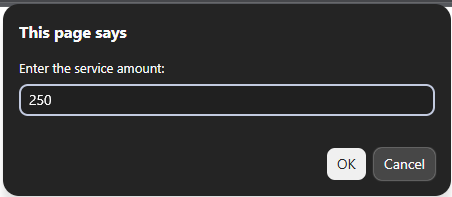 This page says
Enter the service amount:
250
OK Cancel